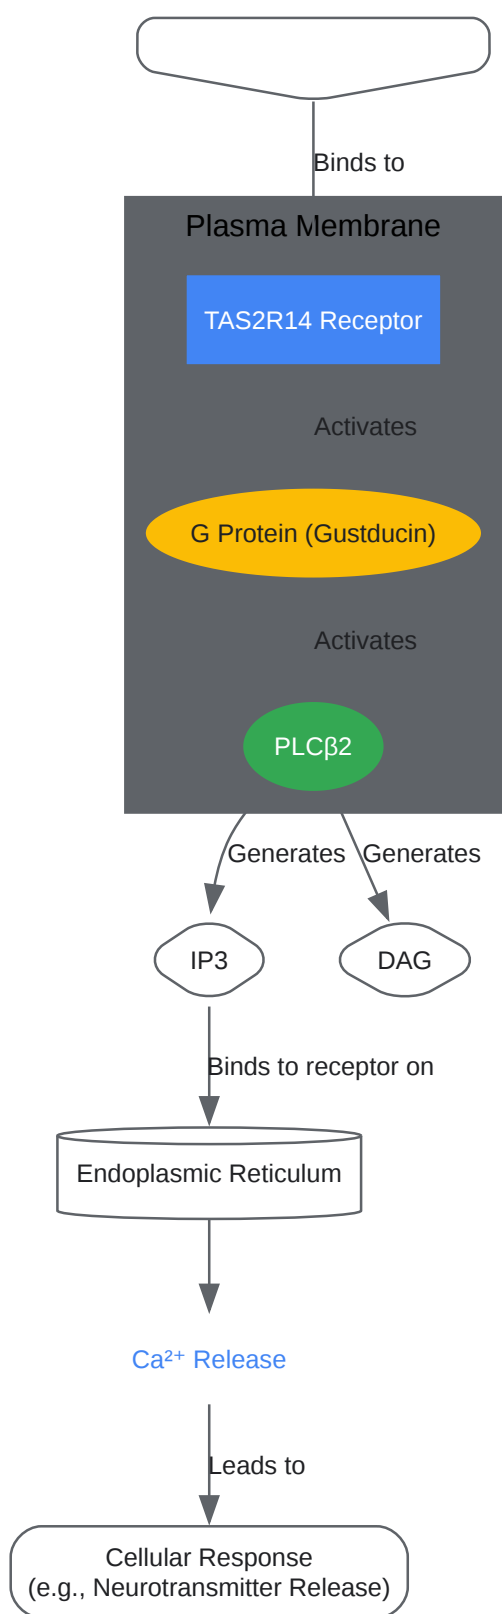 Binds to
Plasma Membrane
TAS2R14 Receptor
Activates
G Protein (Gustducin)
Activates
PLCβ2
Generates
Generates
IP3
DAG
Binds to receptor on
Endoplasmic Reticulum
Ca²⁺ Release
Leads to
Cellular Response
(e.g., Neurotransmitter Release)